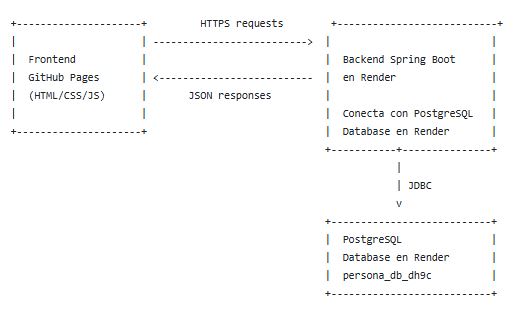 HTTPS requests
Frontend
GitHub Pages
(HTML/CSS/JS)
JSON responses
Backend Spring Boot
en Render
Conecta con PostgreSQL
Database en Render
JDBC
v
PostgreSQL
Database en Render
persona_db_dh9c